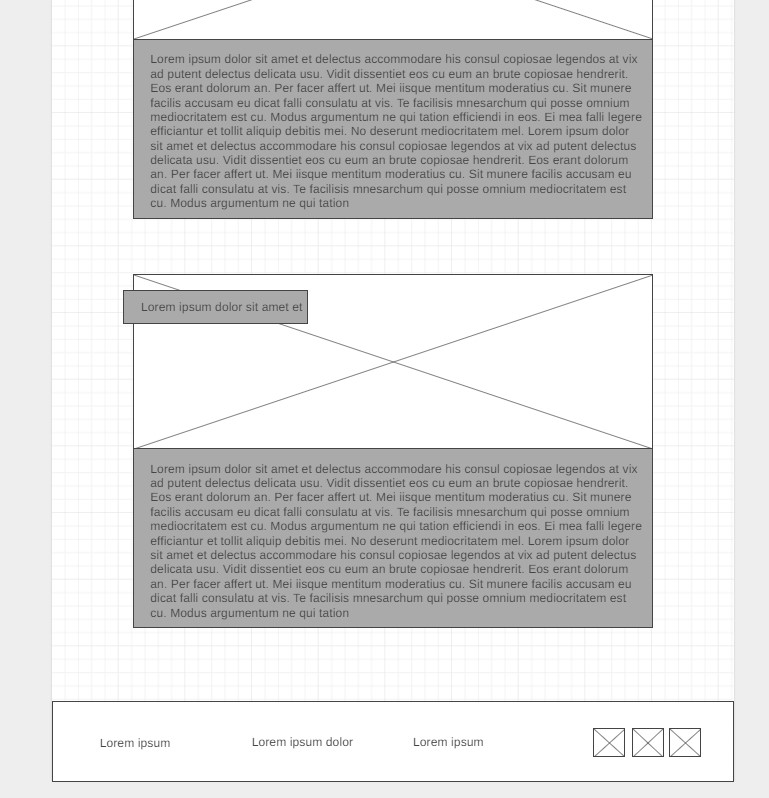 Lorem ipsum dolor sit amet et delectus accommodare his consul copiosae legendos at vix
ad putent delectus delicata usu. Vidit dissentiet eos cu eum an brute copiosae hendrerit.
Eos erant dolorum an. Per facer affert ut. Mei iisque mentitum moderatius cu. Sit munere
facilis accusam eu dicat falli consulatu at vis. Te facilisis mnesarchum qui posse omnium
mediocritatem est cu. Modus argumentum ne qui tation efficiendi in eos. Ei mea falli legere
efficiantur et tollit aliquip debitis mei. No deserunt mediocritatem mel. Lorem ipsum dolor
sit amet et delectus accommodare his consul copiosae legendos at vix ad putent delectus
delicata usu. Vidit dissentiet eos cu eum an brute copiosae hendrerit. Eos erant dolorum
an. Per facer affert ut. Mei iisque mentitum moderatius cu. Sit munere facilis accusam eu
dicat falli consulatu at vis. Te facilisis mnesarchum qui posse omnium mediocritatem est
cu. Modus argumentum ne qui tation
Lorem ipsum dolor sit amet et
Lorem ipsum dolor sit amet et delectus accommodare his consul copiosae legendos at vix
ad putent delectus delicata usu. Vidit dissentiet eos cu eum an brute copiosae hendrerit.
Eos erant dolorum an. Per facer affert ut. Mei iisque mentitum moderatius cu. Sit munere
facilis accusam eu dicat falli consulatu at vis. Te facilisis mnesarchum qui posse omnium
mediocritatem est cu. Modus argumentum ne qui tation efficiendi in eos. Ei mea falli legere
efficiantur et tollit aliquip debitis mei. No deserunt mediocritatem mel. Lorem ipsum dolor
sit amet et delectus accommodare his consul copiosae legendos at vix ad putent delectus
delicata usu. Vidit dissentiet eos cu eum an brute copiosae hendrerit. Eos erant dolorum
an. Per facer affert ut. Mei iisque mentitum moderatius cu. Sit munere facilis accusam eu
dicat falli consulatu at vis. Te facilisis mnesarchum qui posse omnium mediocritatem est
cu. Modus argumentum ne qui tation
Lorem ipsum
Lorem ipsum dolor
Lorem ipsum